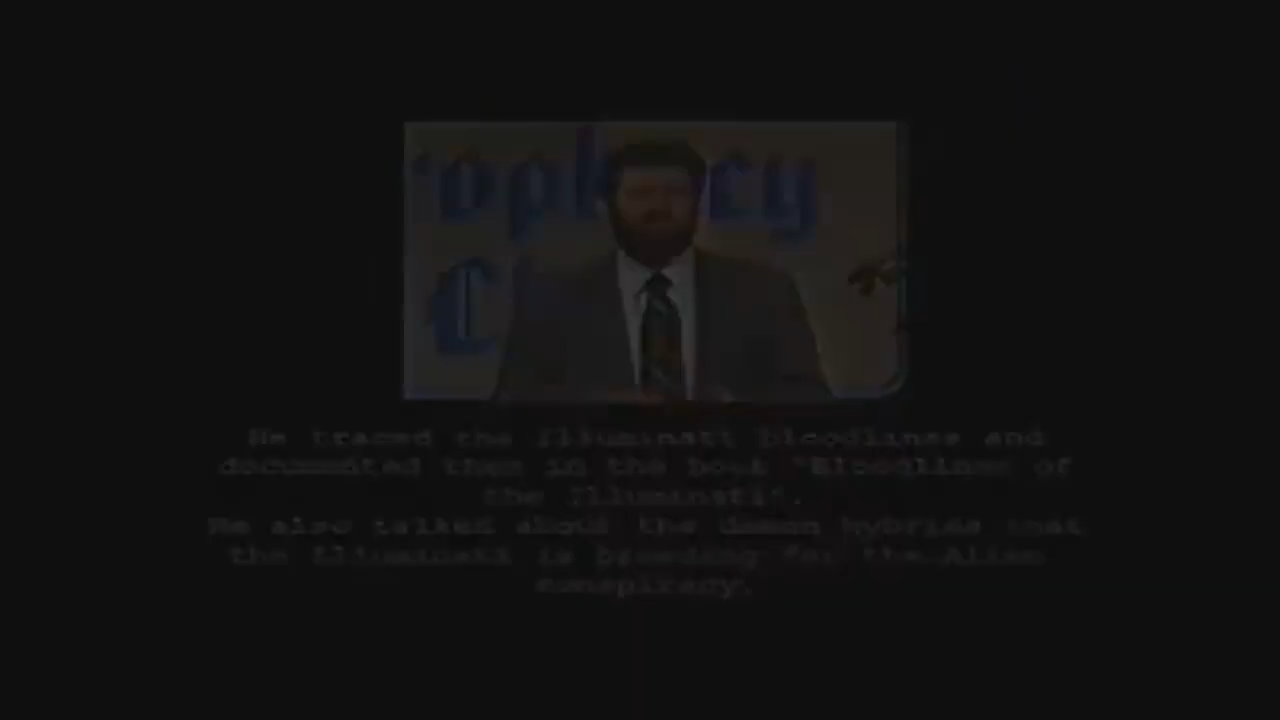 rophecy
C
He traced the Illuminati bloodlines and
documented them in the book "Bloodlines of
the Illuminati".
He also talked about the demon hybrids that
the Illuminati is breeding for the Alien
conspiracy.